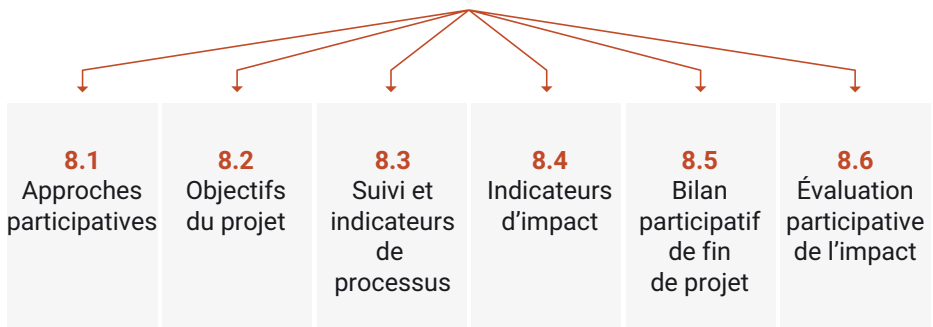 8.1
Approches
participatives
8.2
Objectifs
du projet
8.3
Suivi et
indicateurs
de
processus
8.4
Indicateurs
d’impact
8.5
Bilan
participatif
de fin
de projet
8.6
Évaluation
participative
de l’impact